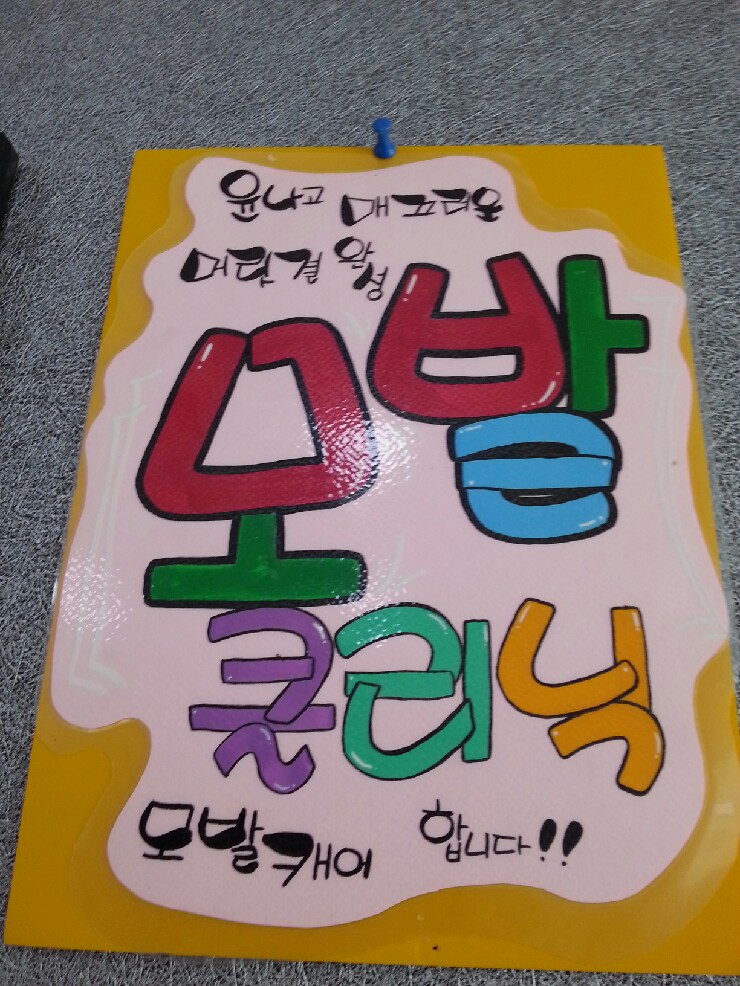 윤나고 매끄러운
머릿결 완성
모발
클리닉
모발케어 합니다!!